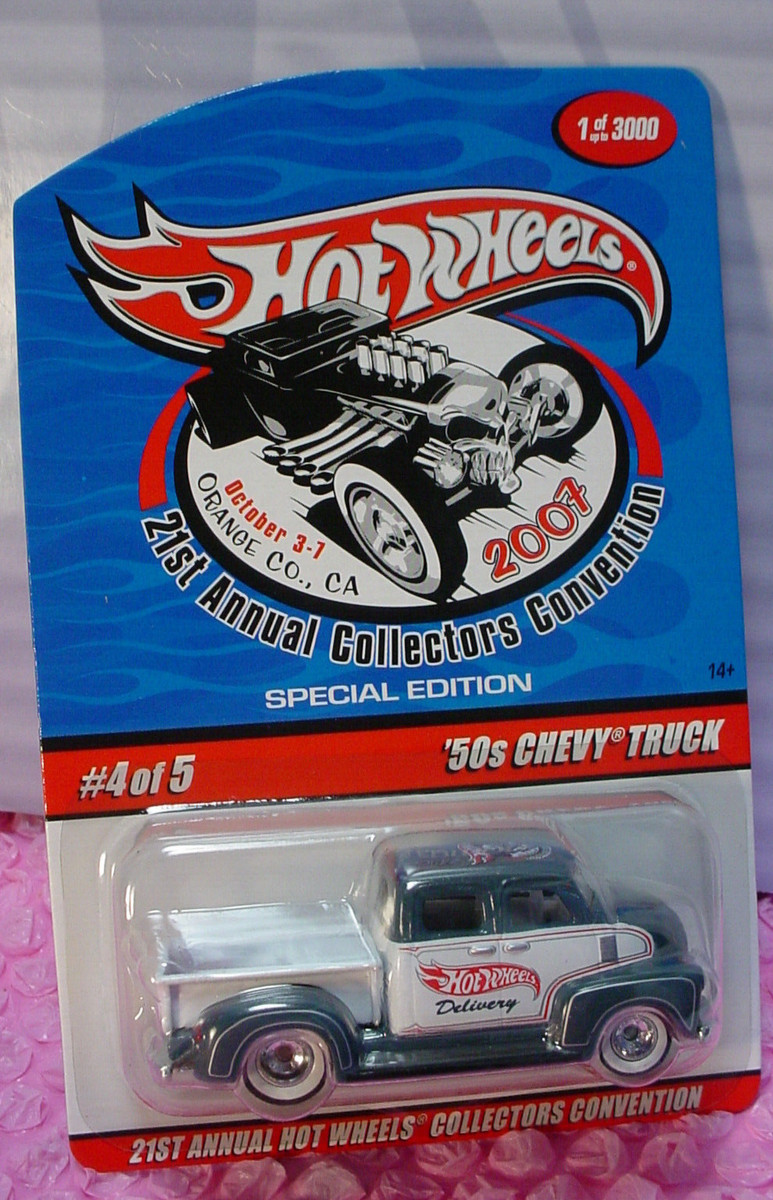 1 of up to 3000
HOT WHEELS®
October 3-7
ORANGE CO., CA
2007
21st Annual Collectors Convention
SPECIAL EDITION
14+
#4 of 5
'50s CHEVY® TRUCK
HOT WHEELS
Delivery
21ST ANNUAL HOT WHEELS® COLLECTORS CONVENTION